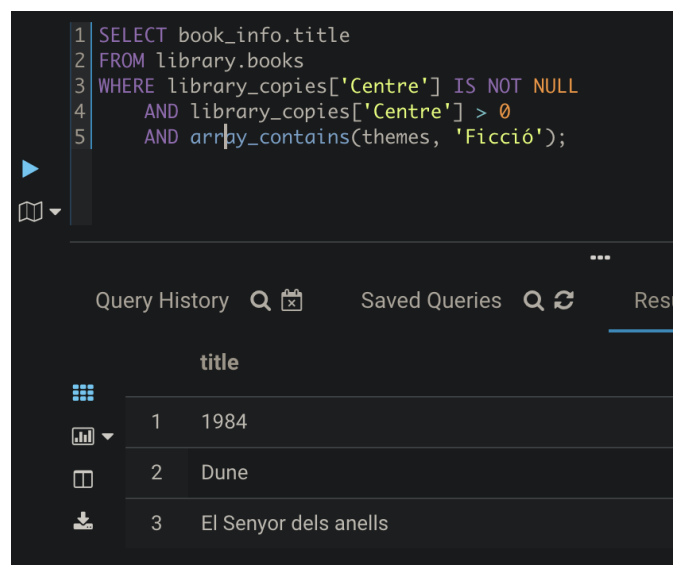 1 SELECT book_info.title
2 FROM library.books
3 WHERE library_copies['Centre'] IS NOT NULL
4 AND library_copies['Centre'] > 0
5 AND array_contains(themes, 'Ficció');
Query History Saved Queries Resu
title
1 1984
2 Dune
3 El Senyor dels anells